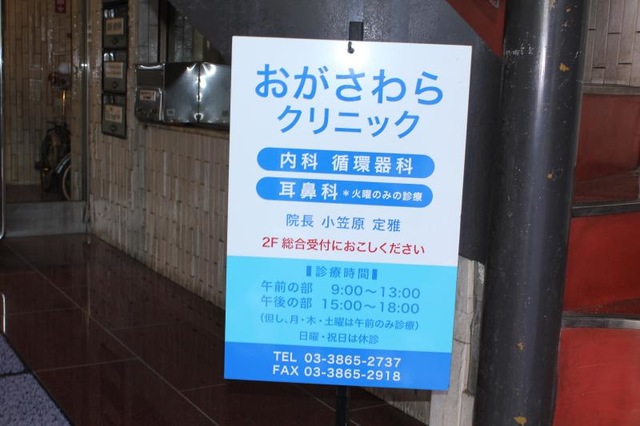 おがさわら
クリニック
内科 循環器科
耳鼻科 *火曜のみの診療
院長 小笠原 定雅
2F 総合受付におこしください
診療時間
午前の部 9:00～13:00
午後の部 15:00～18:00
(但し、月・木・土曜は午前のみ診療)
日曜・祝日は休診
TEL 03-3865-2737
FAX 03-3865-2918